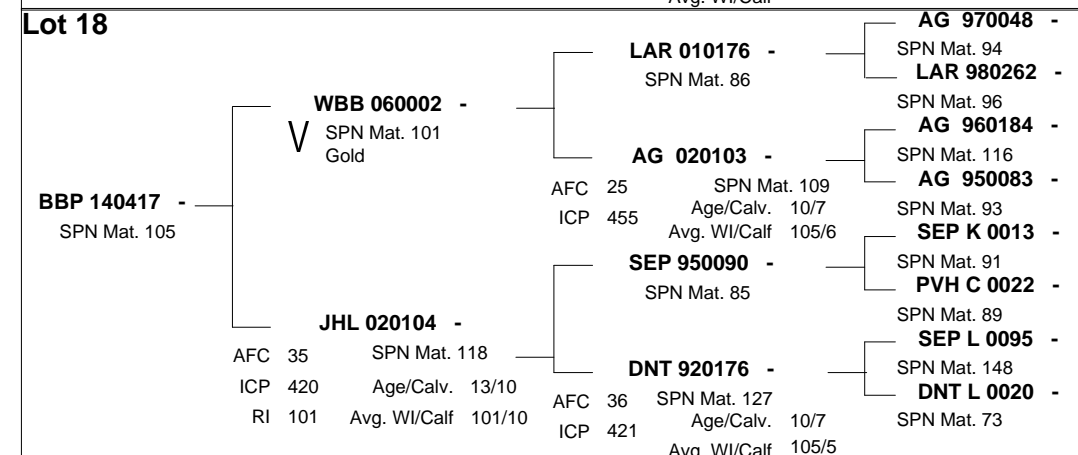 Avg. WI/Calf
Lot 18
AG 970048 -
SPN Mat. 94
LAR 010176 -
SPN Mat. 86
LAR 980262 -
SPN Mat. 96
WBB 060002 -
V SPN Mat. 101
Gold
AG 960184 -
SPN Mat. 116
AG 020103 -
AFC 25 SPN Mat. 109
ICP 455 Age/Calv. 10/7
Avg. WI/Calf 105/6
AG 950083 -
SPN Mat. 93
BBP 140417 -
SPN Mat. 105
SEP K 0013 -
SPN Mat. 91
SEP 950090 -
SPN Mat. 85
PVH C 0022 -
SPN Mat. 89
JHL 020104 -
AFC 35 SPN Mat. 118
ICP 420 Age/Calv. 13/10
RI 101 Avg. WI/Calf 101/10
SEP L 0095 -
SPN Mat. 148
DNT 920176 -
AFC 36 SPN Mat. 127
ICP 421 Age/Calv. 10/7
Avg. WI/Calf 105/5
DNT L 0020 -
SPN Mat. 73